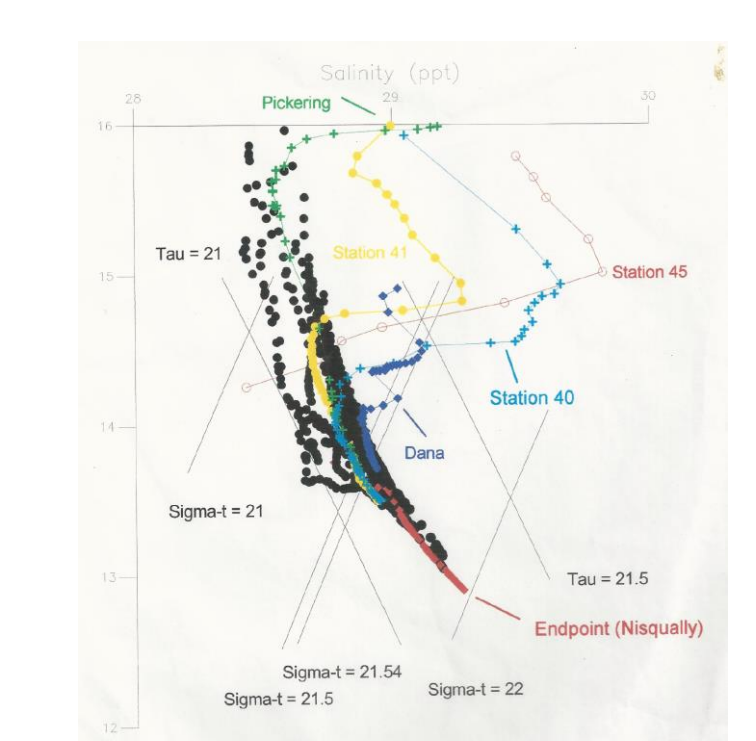 Salinity (ppt)
28
29
30
Pickering
16
Tau = 21
Station 41
15
Station 45
Station 40
14
Dana
Sigma-t = 21
13
Tau = 21.5
Endpoint (Nisqually)
Sigma-t = 21.54
Sigma-t = 22
Sigma-t = 21.5
12